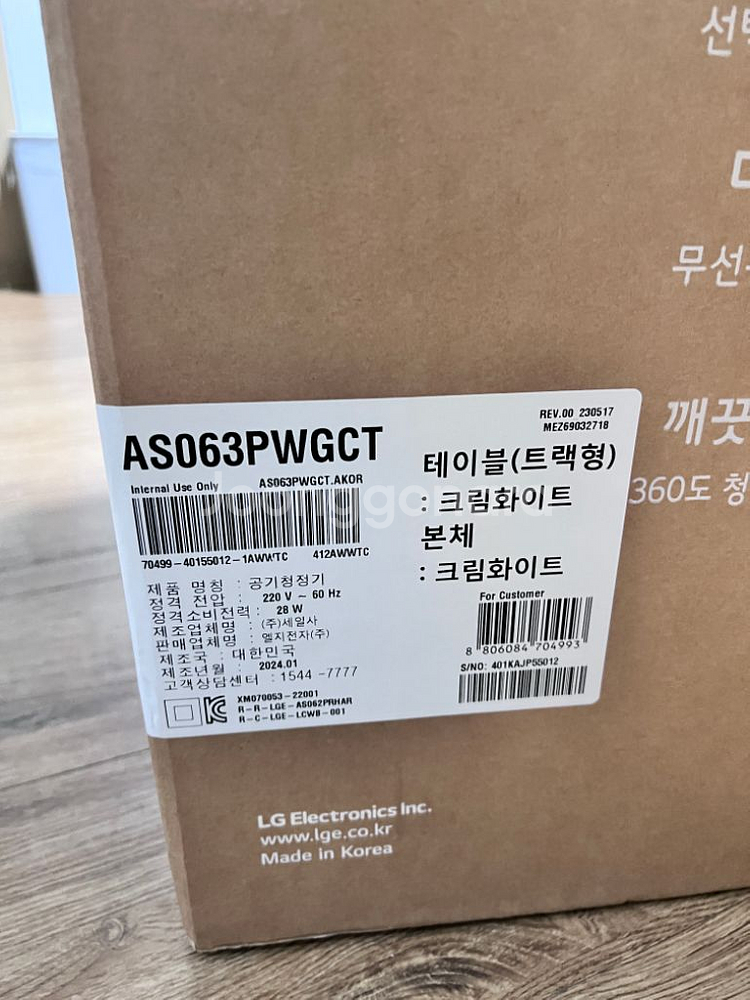 무선
깨끗
360도 청
REV.00 230517
MEZ69032718
AS063PWGCT
Internal Use Only AS063PWGCT.AKOR
70499-40155012-1AWWTC 412AWWTC
테이블(트랙형)
: 크림화이트
본체
: 크림화이트
제품 명칭 : 공기청정기
정격 전압 : 220 V ~ 60 Hz
정격소비전력 : 28 W
제조업체명 : (주)세일사
판매업체명 : 엘지전자(주)
제조국 : 대한민국
제조년월 : 2024.01
고객상담센터 : 1544-7777
For Customer
8 806084 704993
S/NO: 401KAJP55012
XM070053-22001
R-R-LGE-AS062PRHAR
R-C-LGE-LCWB-001
LG Electronics Inc.
www.lge.co.kr
Made in Korea